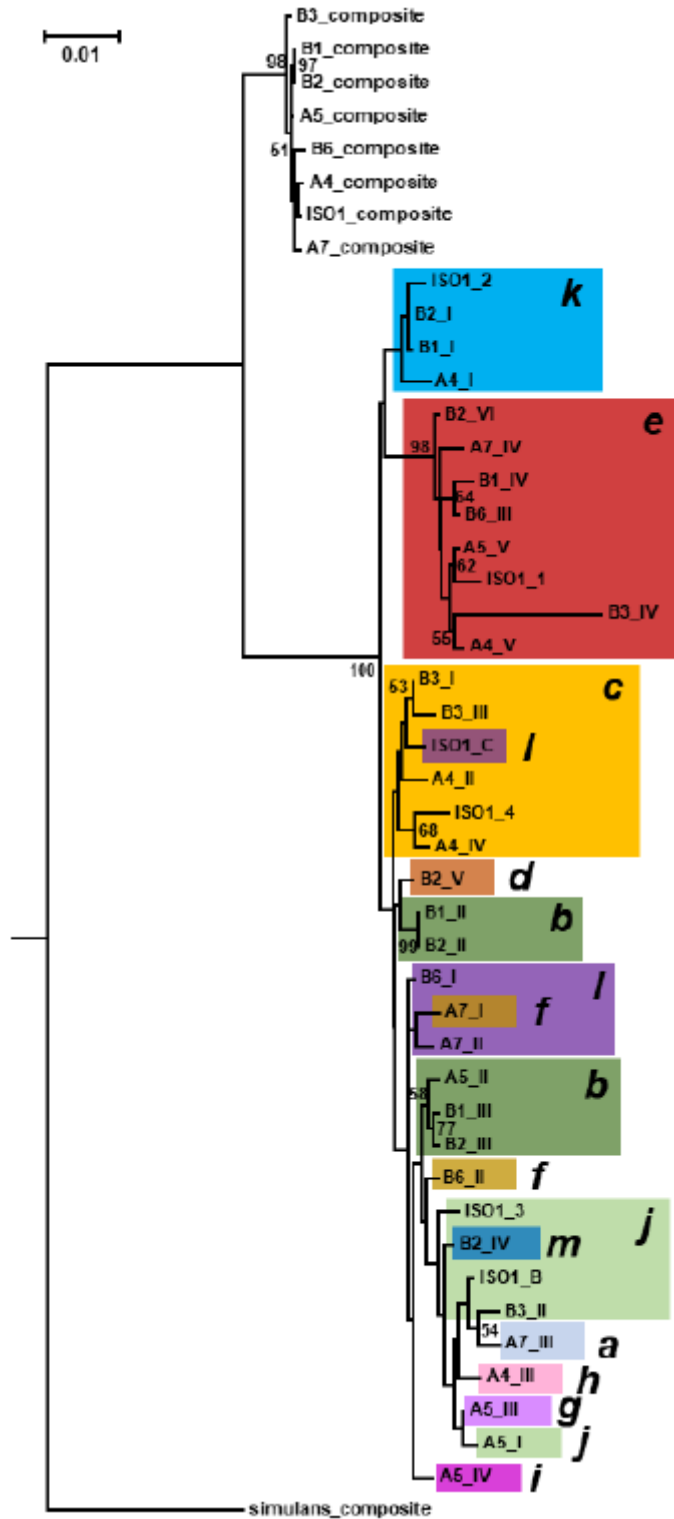 B3_composite
0.01
B1_composite
98
97
B2_composite
A5_composite
51
B6_composite
A4_composite
ISO1_composite
A7_composite
ISO1_2
k
B2_I
B1_I
A4_I
B2_VI
e
98
A7_IV
B1_IV
54
B6_III
A5_V
62
ISO1_1
B3_IV
55
A4_V
100
53
B3_I
c
B3_III
ISO1_C
l
A4_II
ISO1_4
68
A4_IV
B2_V
d
B1_II
b
99
B2_II
B6_I
l
A7_I
f
A7_II
A5_II
58
b
B1_III
77
B2_III
B6_II
f
ISO1_3
j
B2_IV
m
ISO1_B
B3_II
54
A7_III
a
A4_III
h
A5_III
g
A5_I
j
A5_IV
i
simulans_composite